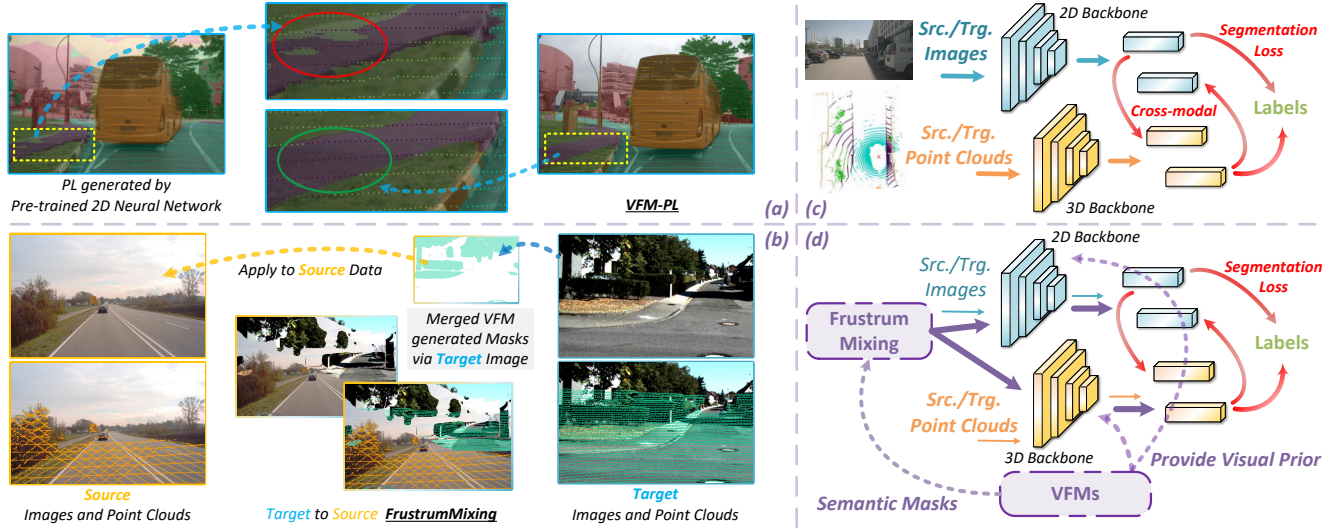 PL generated by
Pre-trained 2D Neural Network
VFM-PL
(a)
(c)
Src./Trg.
Images
2D Backbone
Segmentation
Loss
Cross-modal
Labels
Src./Trg.
Point Clouds
3D Backbone
(b)
Apply to Source Data
Merged VFM
generated Masks
via Target Image
Source
Images and Point Clouds
Target to Source FrustrumMixing
Target
Images and Point Clouds
(d)
2D Backbone
Src./Trg.
Images
Segmentation
Loss
Frustrum
Mixing
Labels
Src./Trg.
Point Clouds
3D Backbone
Provide Visual Prior
Semantic Masks
VFMs